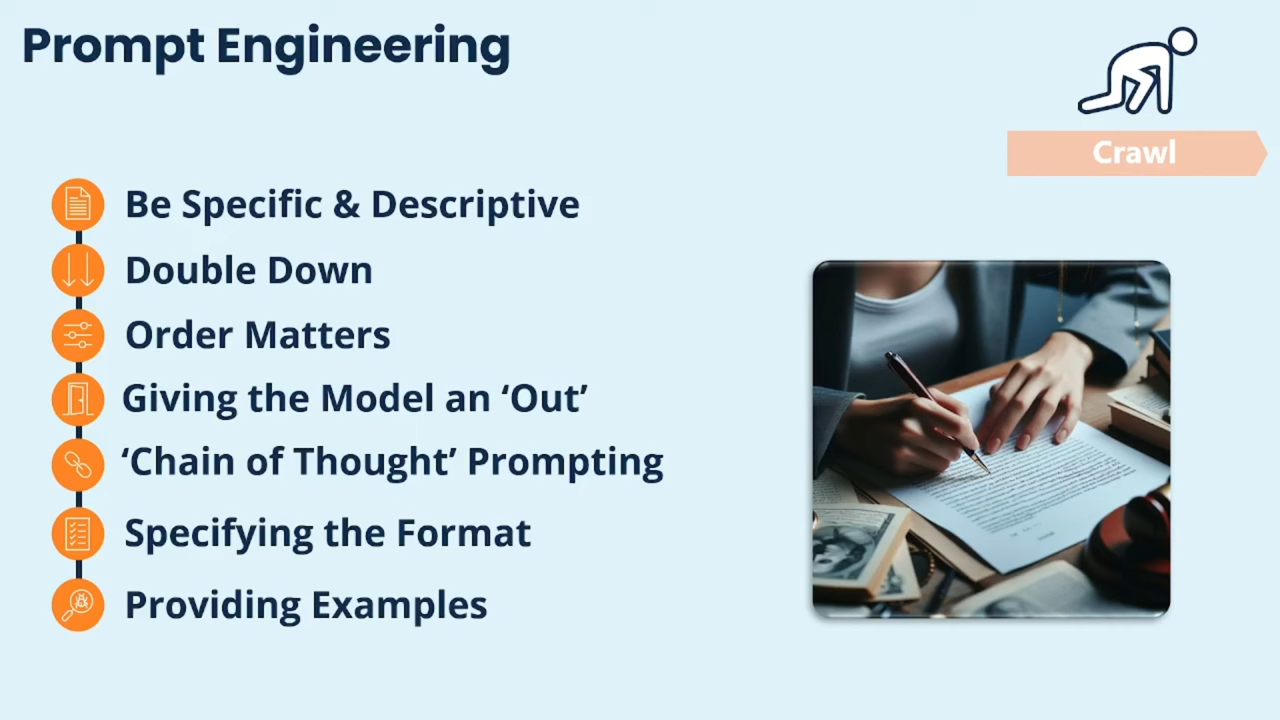 Prompt Engineering
Crawl
Be Specific & Descriptive
Double Down
Order Matters
Giving the Model an ‘Out’
‘Chain of Thought’ Prompting
Specifying the Format
Providing Examples